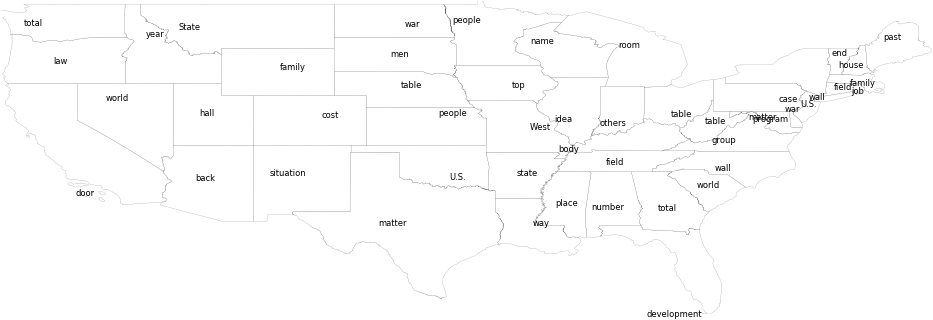 total
State
war
people
year
name
room
past
law
men
family
end
house
world
table
top
field
family
job
hall
cost
people
idea
others
table
case
wall
U.S.
war
West
table
matter
program
body
group
back
situation
U.S.
state
field
wall
door
world
place
number
total
matter
way
development